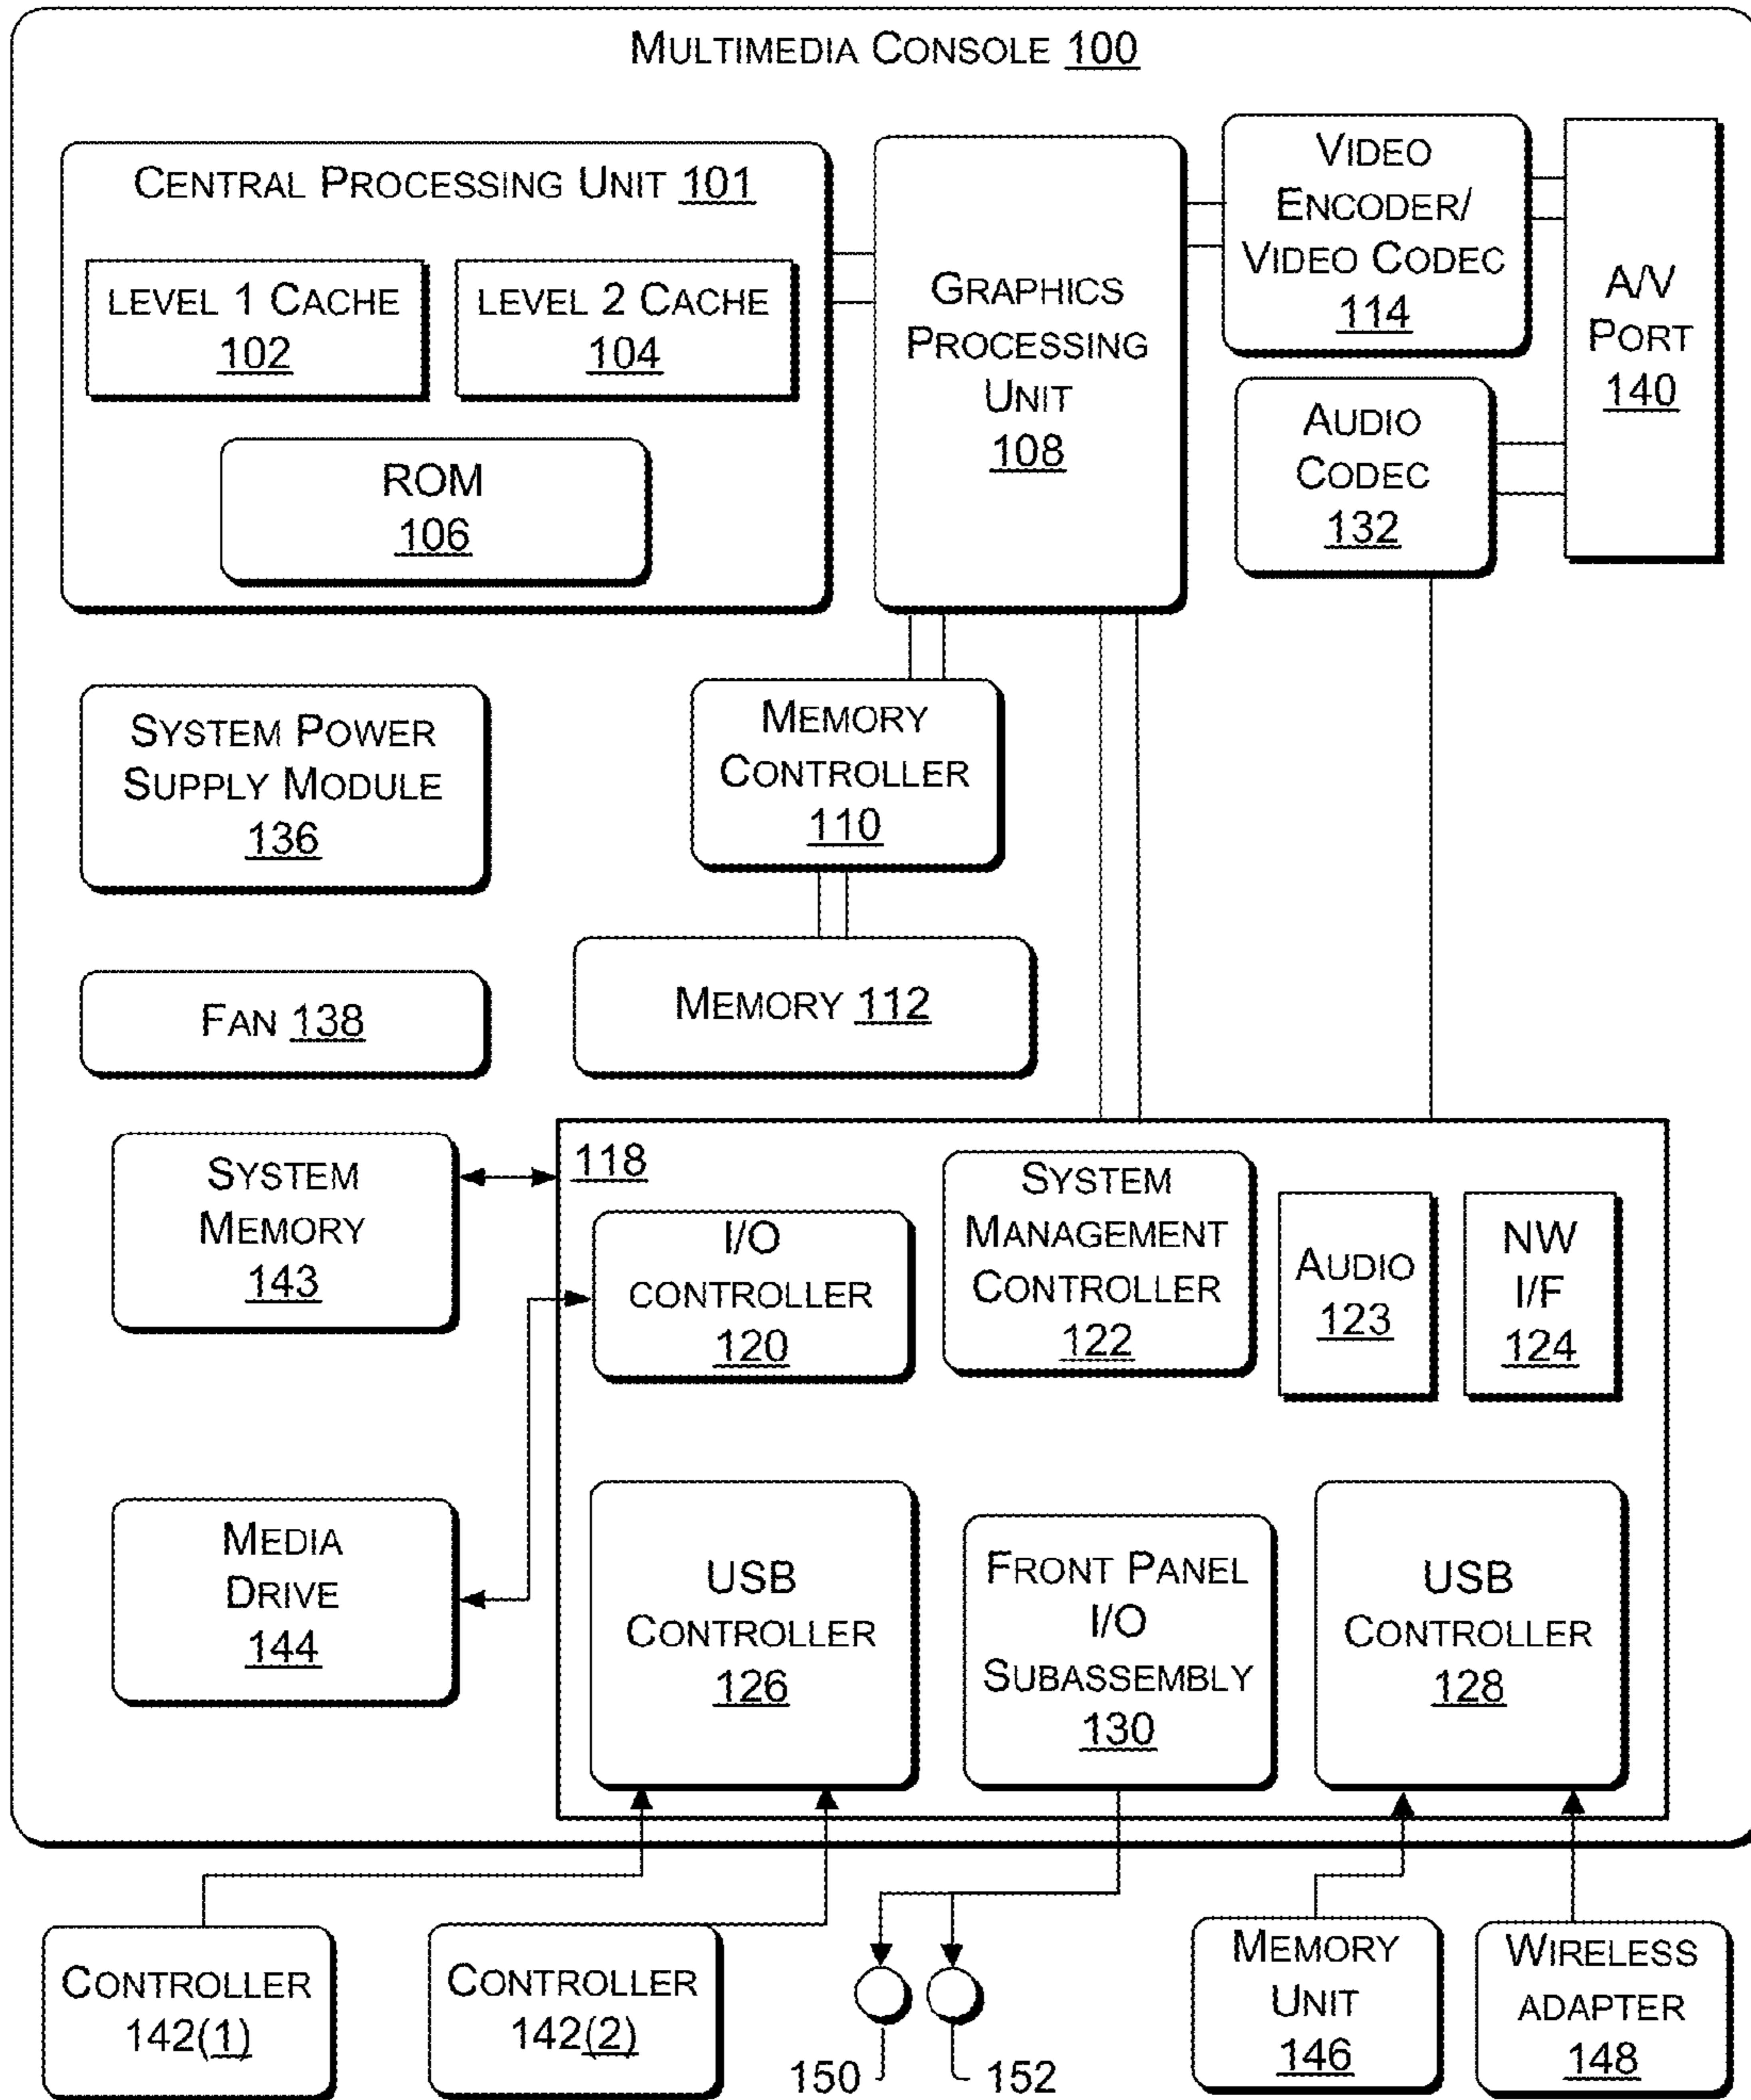 MULTIMEDIA CONSOLE 100
CENTRAL PROCESSING UNIT 101
LEVEL 1 CACHE
102
LEVEL 2 CACHE
104
ROM
106
GRAPHICS
PROCESSING
UNIT
108
VIDEO
ENCODER/
VIDEO CODEC
114
A/V
PORT
140
AUDIO
CODEC
132
SYSTEM POWER
SUPPLY MODULE
136
MEMORY
CONTROLLER
110
FAN 138
MEMORY 112
SYSTEM
MEMORY
143
118
I/O
CONTROLLER
120
SYSTEM
MANAGEMENT
CONTROLLER
122
AUDIO
123
NW
I/F
124
MEDIA
DRIVE
144
USB
CONTROLLER
126
FRONT PANEL
I/O
SUBASSEMBLY
130
USB
CONTROLLER
128
CONTROLLER
142(1)
CONTROLLER
142(2)
150
152
MEMORY
UNIT
146
WIRELESS
ADAPTER
148